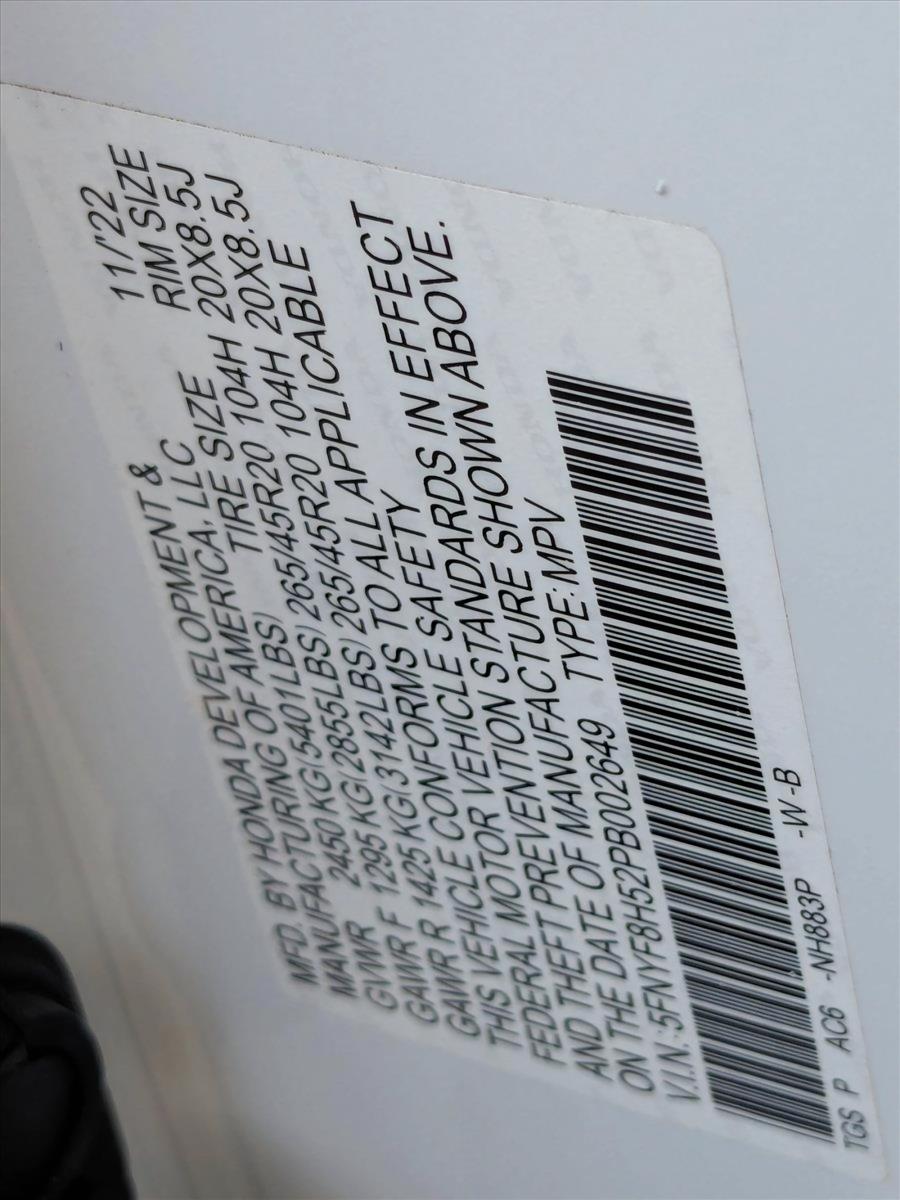 MFD. BY HONDA DEVELOPMENT & 11/'22
MANUFACTURING OF AMERICA, LLC RIM SIZE
GVWR 2450 KG(5401LBS) TIRE SIZE 20X8.5J
GAWR F 1295 KG(2855LBS) 265/45R20 104H 20X8.5J
GAWR R 1425 KG(3142LBS) 265/45R20 104H
THIS VEHICLE CONFORMS TO ALL APPLICABLE
FEDERAL MOTOR VEHICLE SAFETY
AND THEFT PREVENTION STANDARDS IN EFFECT
ON THE DATE OF MANUFACTURE SHOWN ABOVE.
V.I.N.:5FNYF8H52PB002649 TYPE:MPV
TGS P AC6 -NH883P -W-B